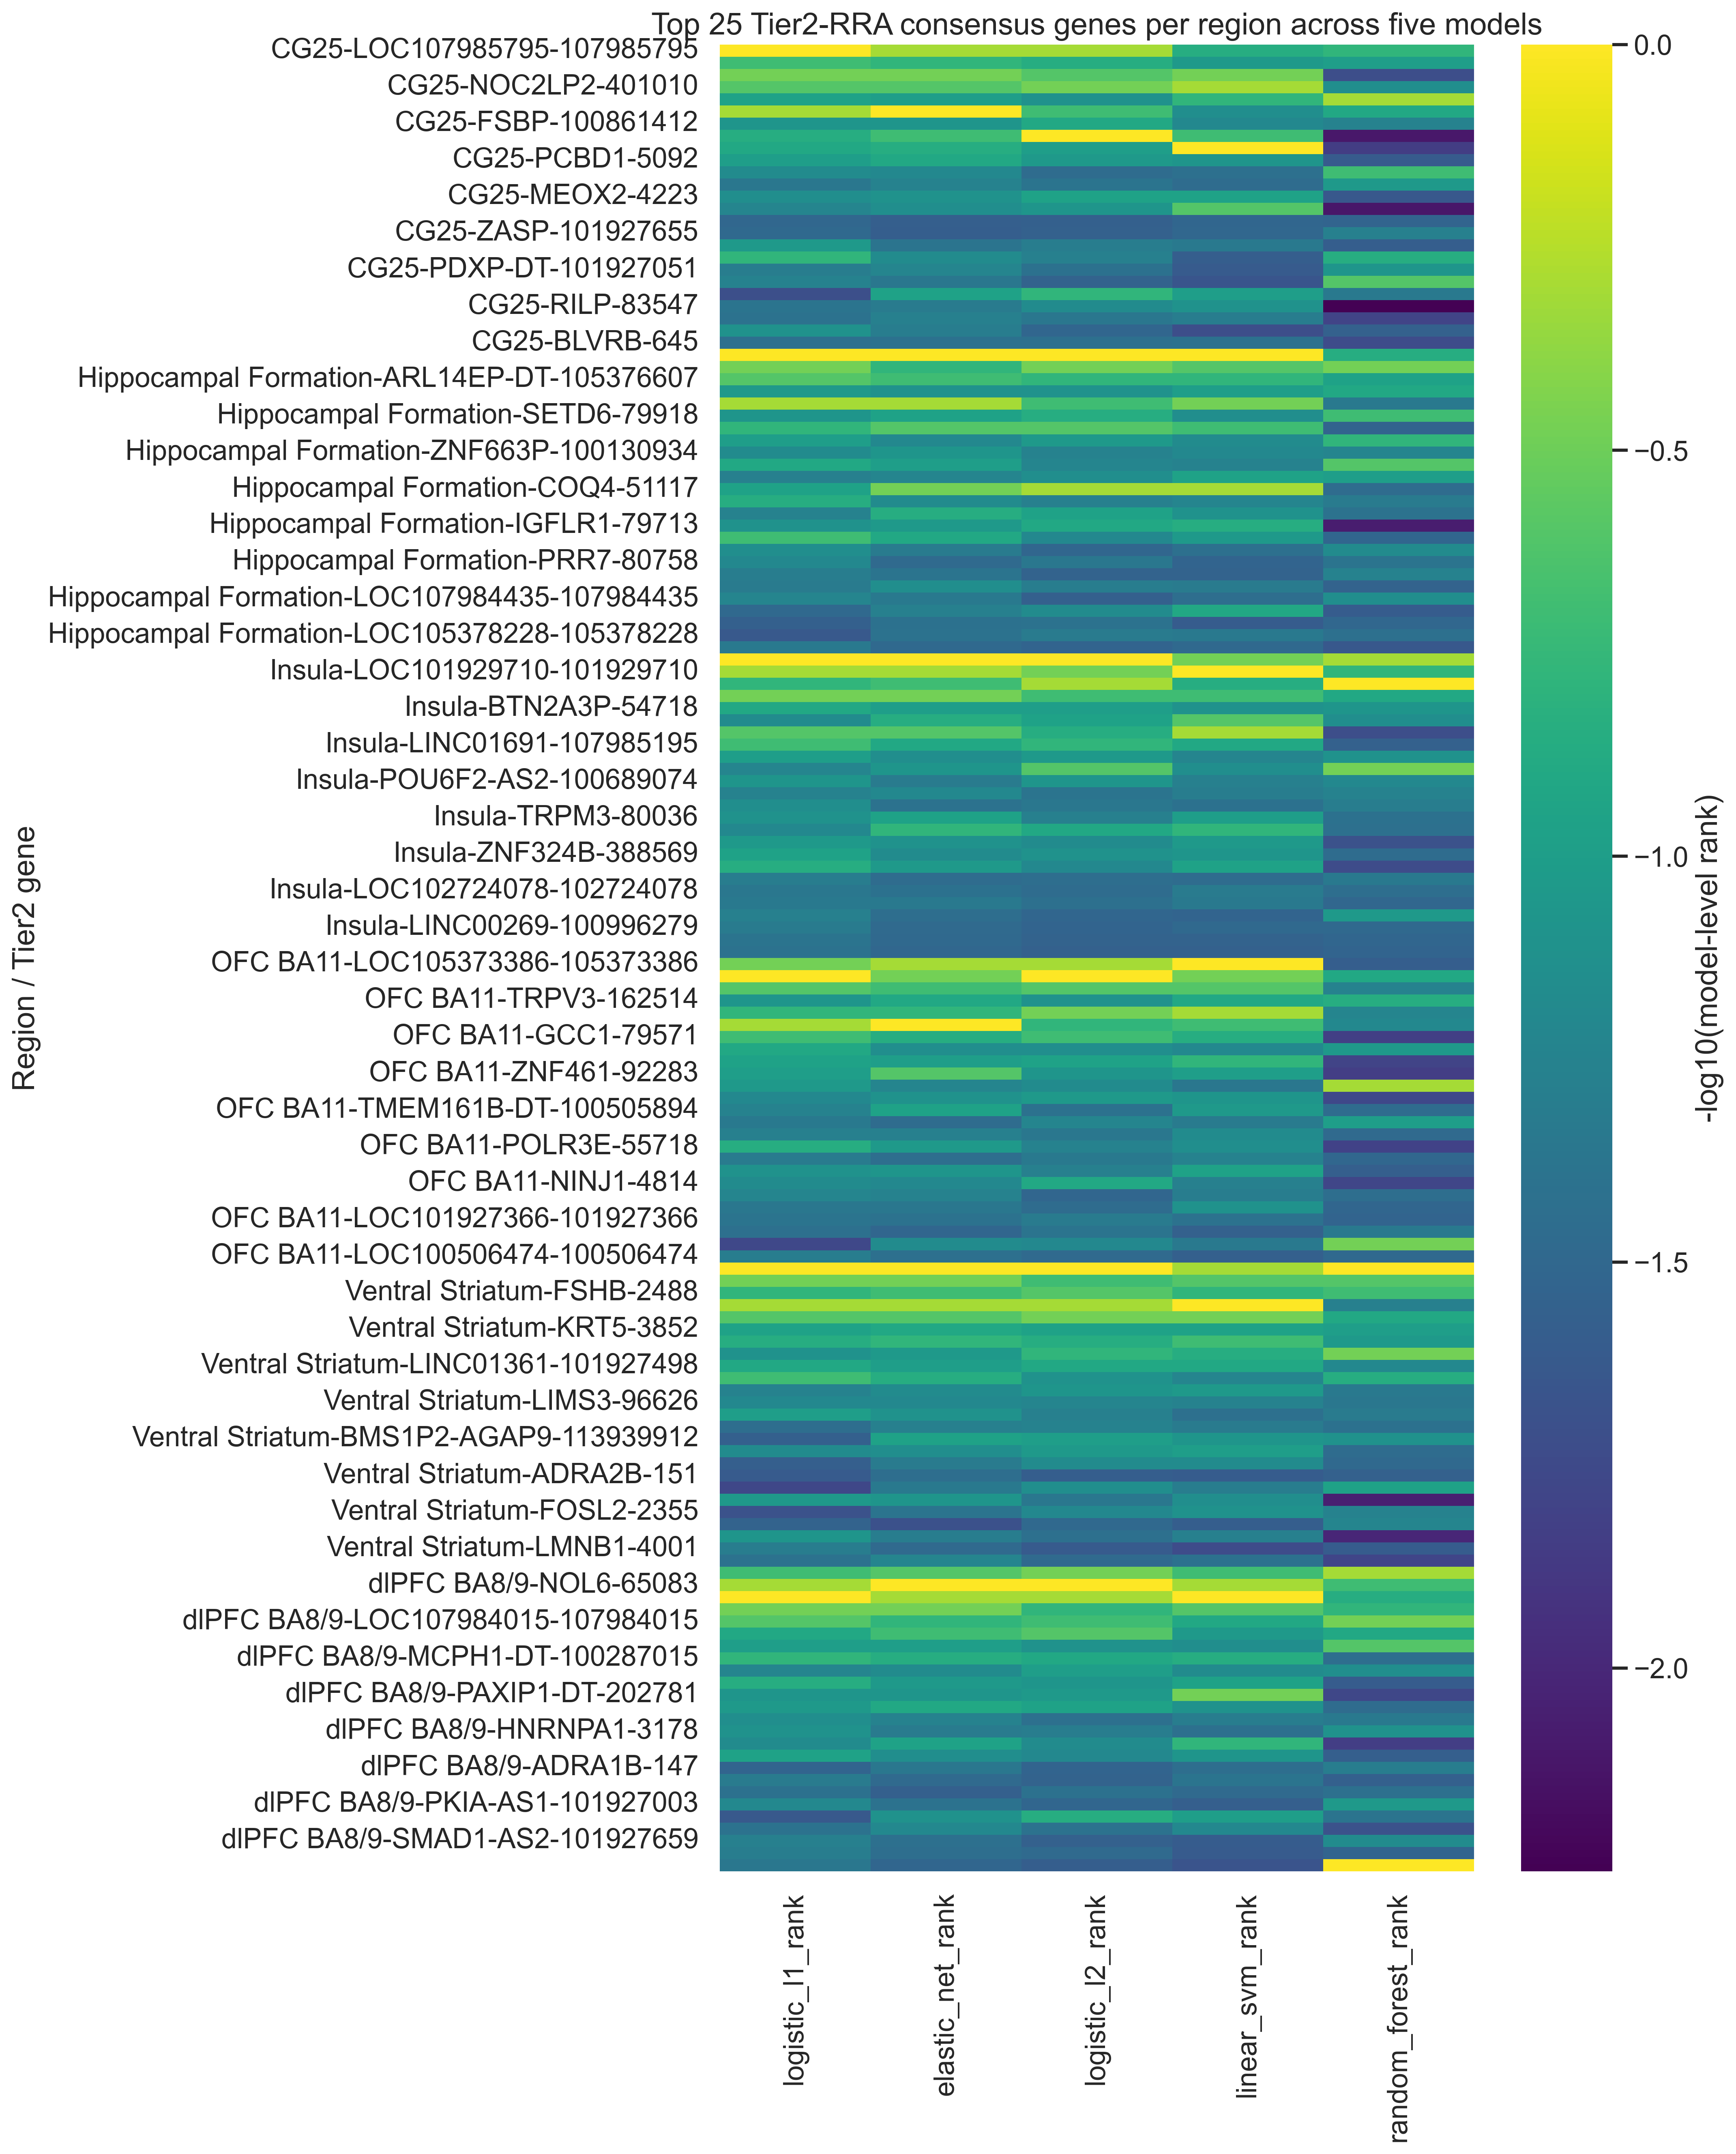 Top 25 Tier2-RRA consensus genes per region across five models
CG25-LOC107985795-107985795
CG25-NOC2LP2-401010
CG25-FSBP-100861412
CG25-PCBD1-5092
CG25-MEOX2-4223
CG25-ZASP-101927655
CG25-PDXP-DT-101927051
CG25-RILP-83547
CG25-BLVRB-645
Hippocampal Formation-ARL14EP-DT-105376607
Hippocampal Formation-SETD6-79918
Hippocampal Formation-ZNF663P-100130934
Hippocampal Formation-COQ4-51117
Hippocampal Formation-IGFLR1-79713
Hippocampal Formation-PRR7-80758
Hippocampal Formation-LOC107984435-107984435
Hippocampal Formation-LOC105378228-105378228
Insula-LOC101929710-101929710
Insula-BTN2A3P-54718
Insula-LINC01691-107985195
Insula-POU6F2-AS2-100689074
Insula-TRPM3-80036
Insula-ZNF324B-388569
Insula-LOC102724078-102724078
Insula-LINC00269-100996279
OFC BA11-LOC105373386-105373386
OFC BA11-TRPV3-162514
OFC BA11-GCC1-79571
OFC BA11-ZNF461-92283
OFC BA11-TMEM161B-DT-100505894
OFC BA11-POLR3E-55718
OFC BA11-NINJ1-4814
OFC BA11-LOC101927366-101927366
OFC BA11-LOC100506474-100506474
Ventral Striatum-FSHB-2488
Ventral Striatum-KRT5-3852
Ventral Striatum-LINC01361-101927498
Ventral Striatum-LIMS3-96626
Ventral Striatum-BMS1P2-AGAP9-113939912
Ventral Striatum-ADRA2B-151
Ventral Striatum-FOSL2-2355
Ventral Striatum-LMNB1-4001
dlPFC BA8/9-NOL6-65083
dlPFC BA8/9-LOC107984015-107984015
dlPFC BA8/9-MCPH1-DT-100287015
dlPFC BA8/9-PAXIP1-DT-202781
dlPFC BA8/9-HNRNPA1-3178
dlPFC BA8/9-ADRA1B-147
dlPFC BA8/9-PKIA-AS1-101927003
dlPFC BA8/9-SMAD1-AS2-101927659
Region / Tier2 gene
logistic_l1_rank
elastic_net_rank
logistic_l2_rank
linear_svm_rank
random_forest_rank
0.0
−0.5
−1.0
−1.5
−2.0
-log10(model-level rank)